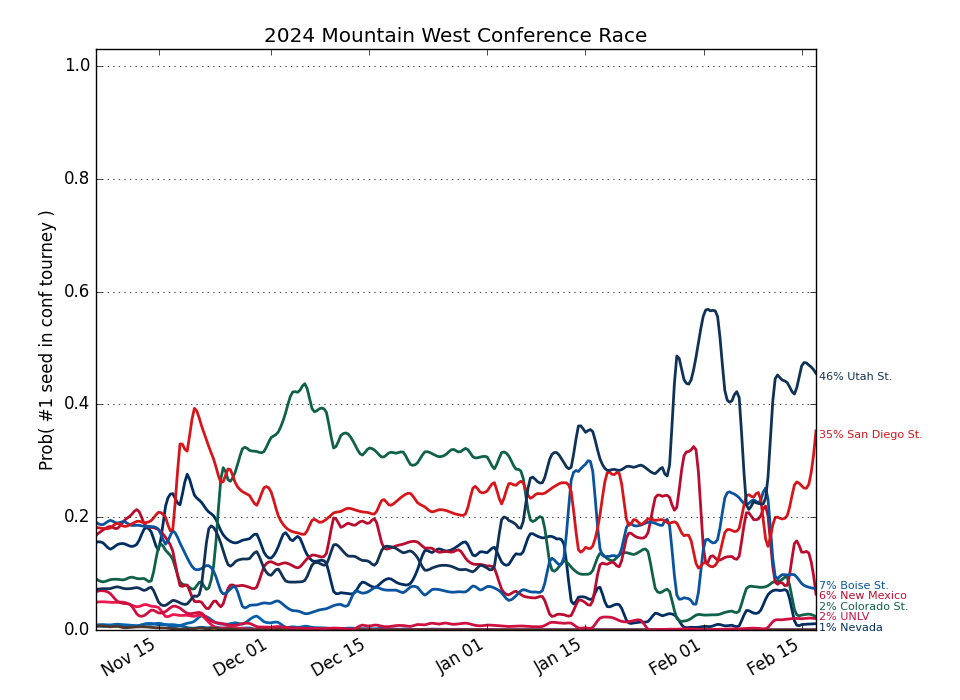 2024 Mountain West Conference Race
Prob( #1 seed in conf tourney )
1.0
0.8
0.6
0.4
0.2
0.0
46% Utah St.
35% San Diego St.
7% Boise St.
6% New Mexico
2% Colorado St.
2% UNLV
1% Nevada
Nov 15
Dec 01
Dec 15
Jan 01
Jan 15
Feb 01
Feb 15